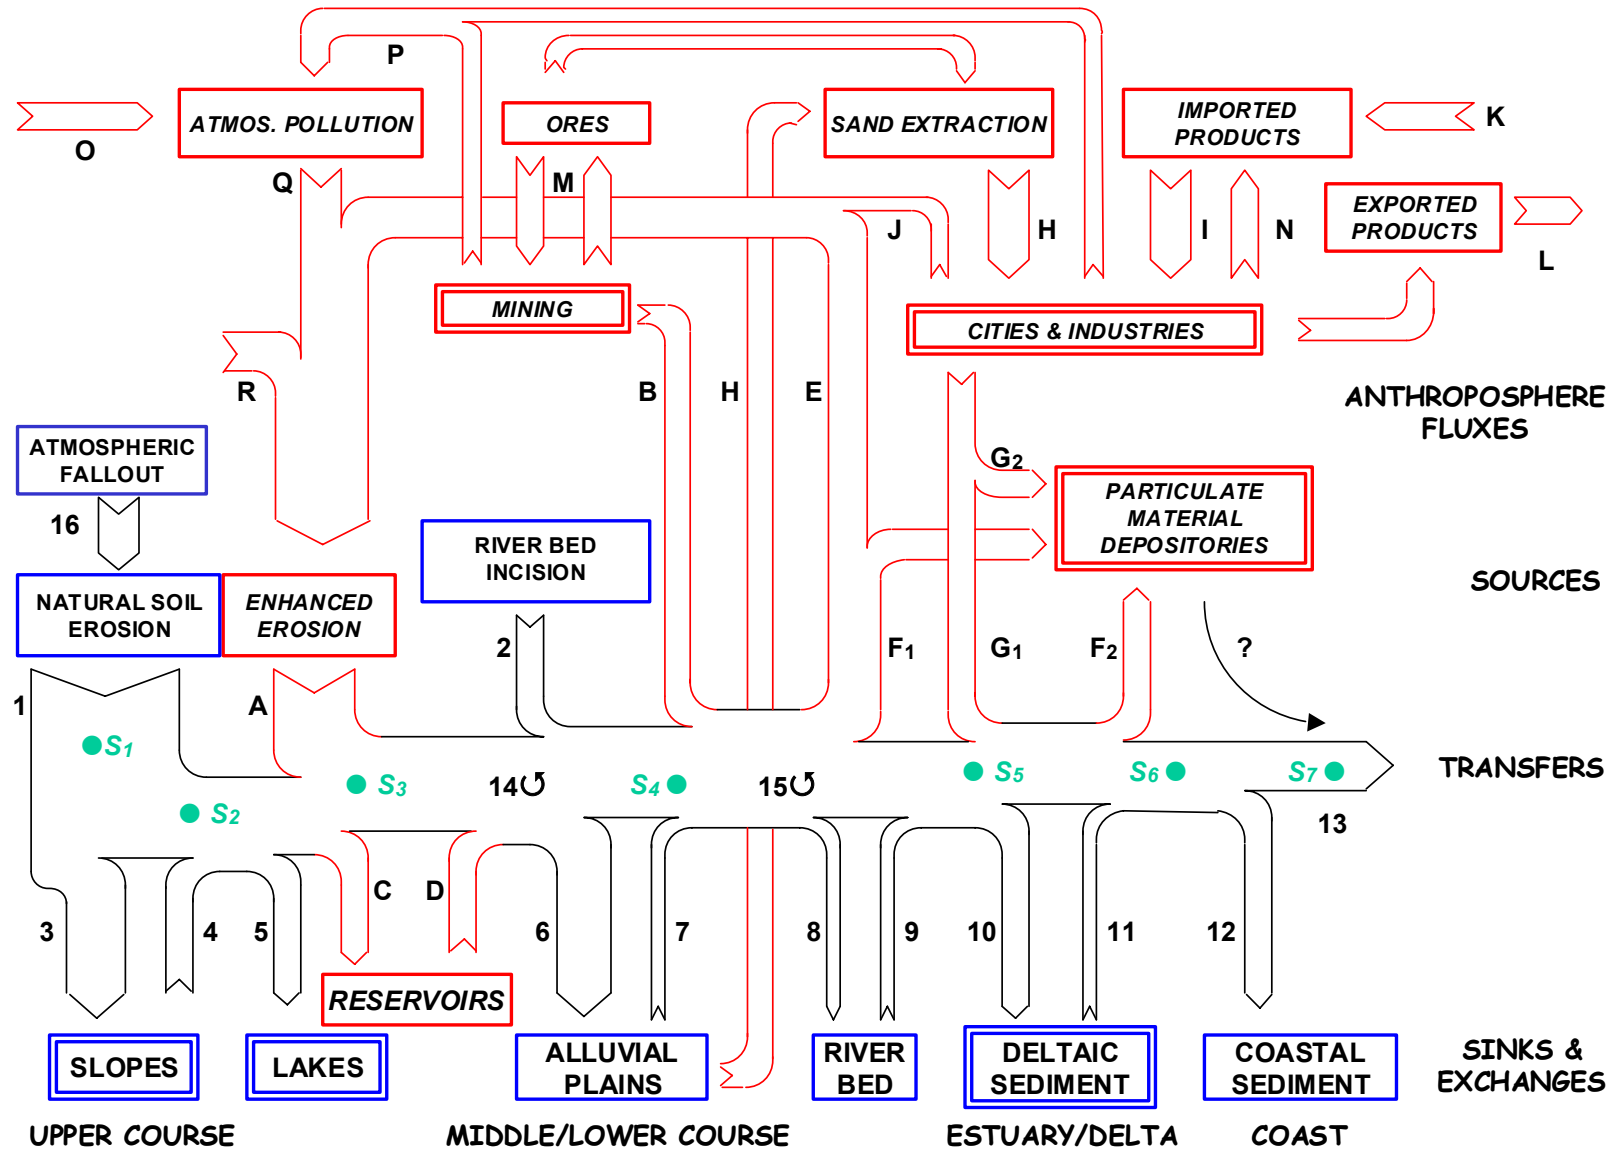 P
O
ATMOS. POLLUTION
ORES
SAND EXTRACTION
IMPORTED
PRODUCTS
K
Q
M
J
H
I
N
EXPORTED
PRODUCTS
L
MINING
CITIES & INDUSTRIES
R
B
H
E
ANTHROPOSPHERE
FLUXES
ATMOSPHERIC
FALLOUT
G2
16
RIVER BED
INCISION
PARTICULATE
MATERIAL
DEPOSITORIES
SOURCES
NATURAL SOIL
EROSION
ENHANCED
EROSION
2
F1
G1
F2
?
1
A
S1
S2
S3
14
S4
15
S5
S6
S7
TRANSFERS
13
3
4
5
C
D
6
7
8
9
10
11
12
RESERVOIRS
SLOPES
LAKES
ALLUVIAL
PLAINS
RIVER
BED
DELTAIC
SEDIMENT
COASTAL
SEDIMENT
SINKS &
EXCHANGES
UPPER COURSE
MIDDLE/LOWER COURSE
ESTUARY/DELTA
COAST